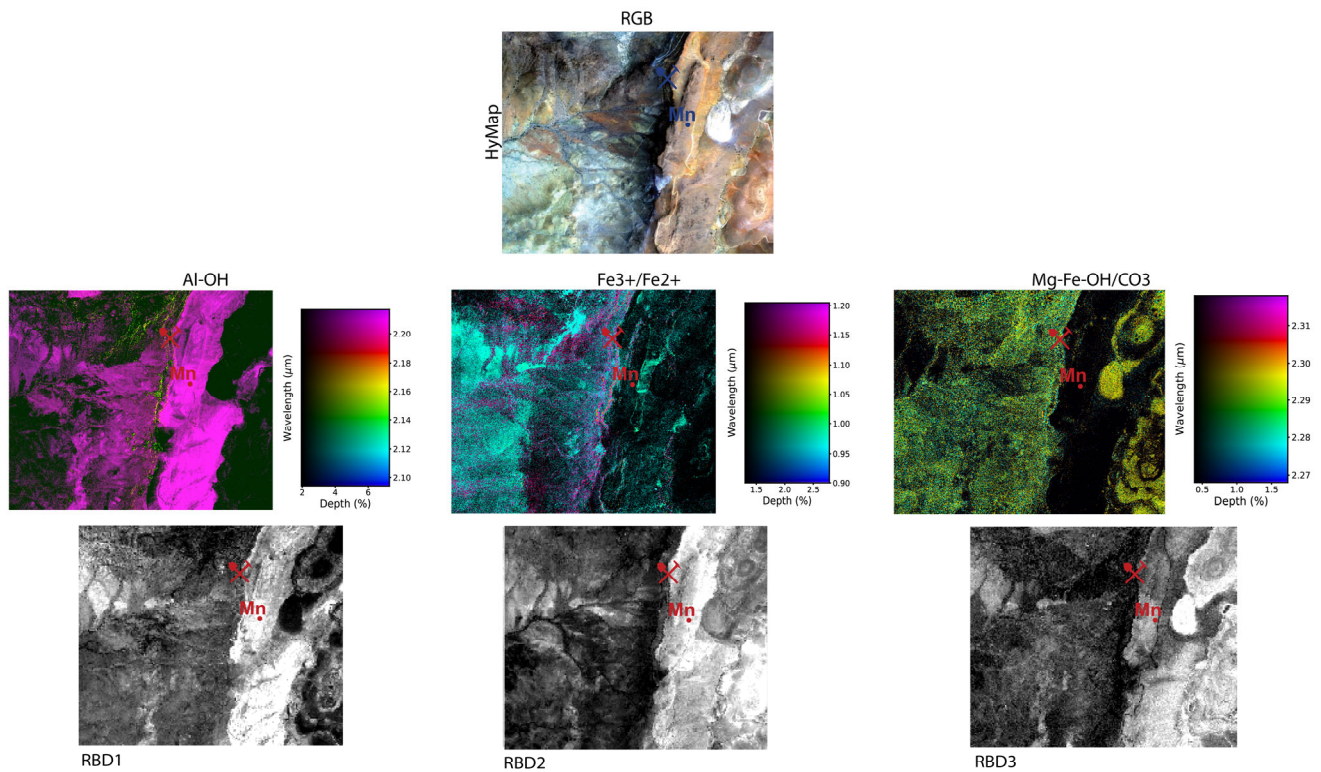 RGB
HyMap
Mn
Al-OH
Fe3+/Fe2+
Mg-Fe-OH/CO3
Mn
2.20
2.18
2.16
2.14
2.12
2.10
Wavelength (µm)
2 4 6
Depth (%)
Mn
1.20
1.15
1.10
1.05
1.00
0.95
0.90
Wavelength (µm)
1.5 2.0 2.5
Depth (%)
Mn
2.31
2.30
2.29
2.28
2.27
Wavelength (µm)
0.5 1.0 1.5
Depth (%)
Mn
Mn
Mn
RBD1
RBD2
RBD3